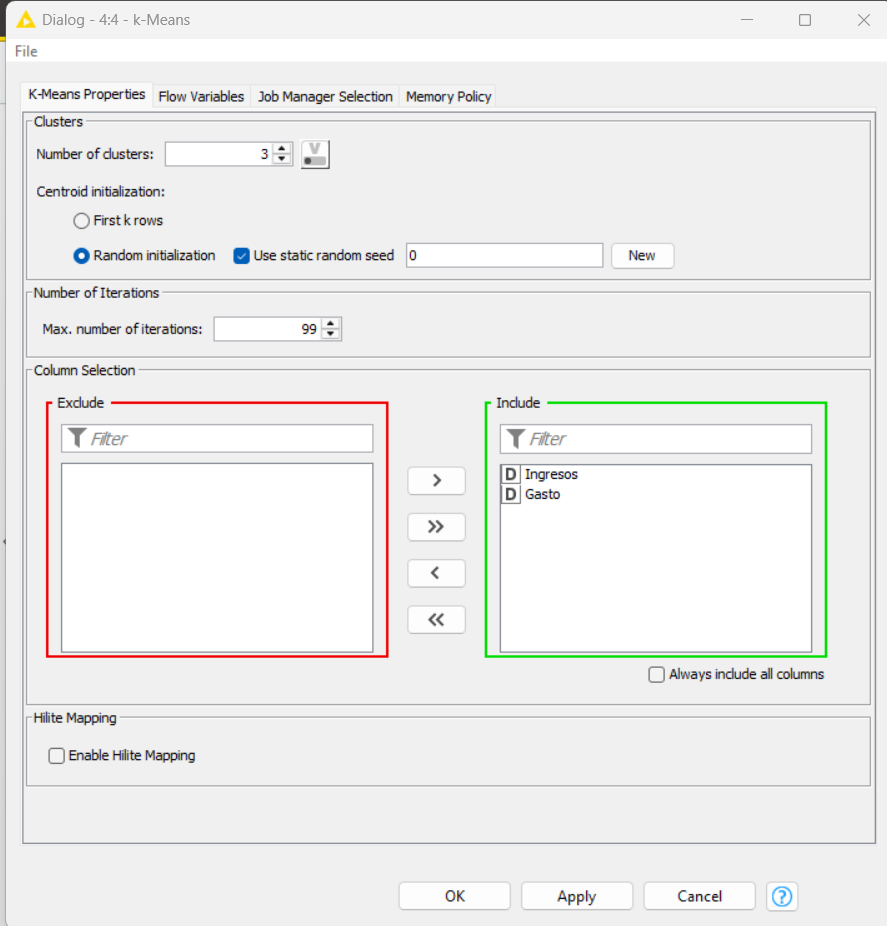 Dialog - 4:4 - k-Means
File
K-Means Properties Flow Variables Job Manager Selection Memory Policy
Clusters
Number of clusters: 3 V
Centroid initialization:
First k rows
Random initialization Use static random seed 0 New
Number of Iterations
Max. number of iterations: 99
Column Selection
Exclude Include
Filter Filter
D Ingresos
D Gasto
> 
>>
<
<<
Always include all columns
Hilite Mapping
Enable Hilite Mapping
OK Apply Cancel ?